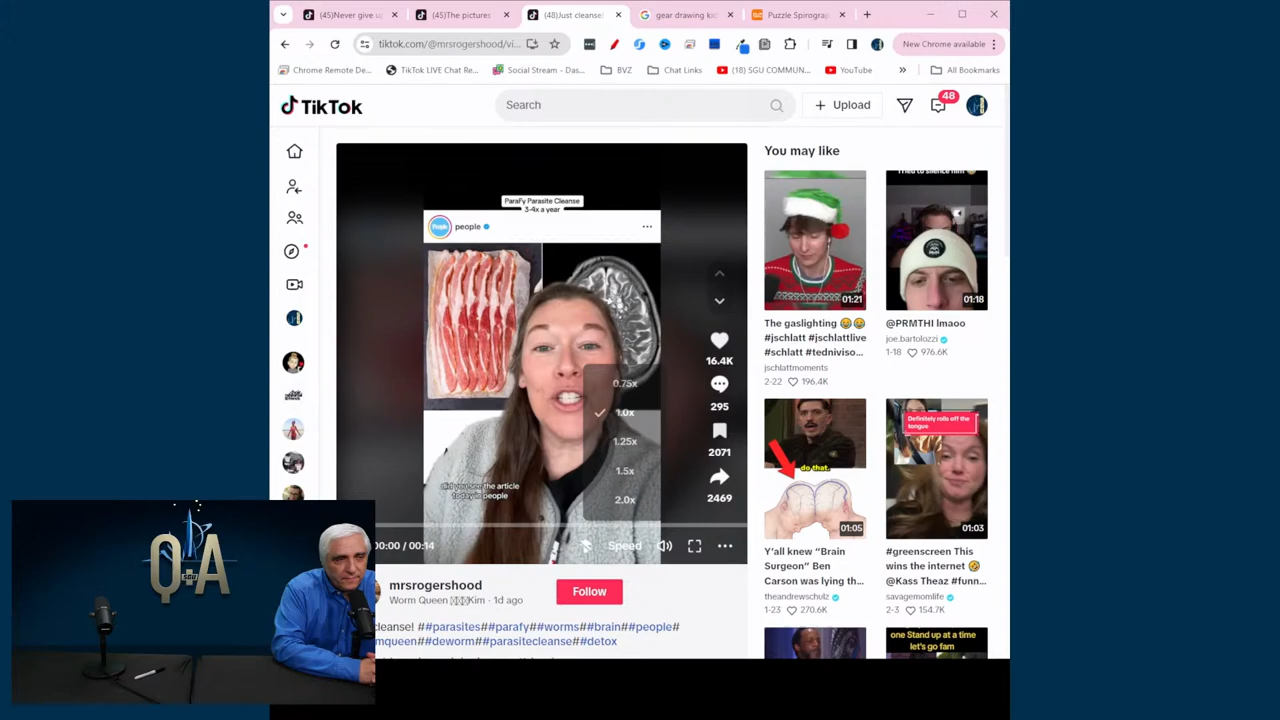 (45)Never give u
(45)The pictures
(48)Just cleanse!
gear drawing ki
Puzzle Spirograp
tiktok.com/@mrsrogershood/vi...
New Chrome available
Chrome Remote De...
TikTok LIVE Chat Re...
Social Stream - Das...
BVZ
Chat Links
(18) SGU COMMUN...
YouTube
All Bookmarks
TikTok
Search
Upload
48
You may like
ParaFy Parasite Cleanse
3-4x a year
People
people
0.75x
1.0x
1.25x
1.5x
2.0x
16.4K
295
2071
2469
did you see the article
today in people
00:00 / 00:14
Speed
mrsrogershood
Worm Queen Kim · 1d ago
Follow
cleanse! ##parasites##parafy##worms##brain##people#
mqueen##deworm##parasitecleanse##detox
01:21
The gaslighting
#jschlatt #jschlattlive
#schlatt #tedniviso...
jschlattmoments
2-22 196.4K
Tried to silence him
01:18
@PRMTHI lmaoo
joe.bartolozzi
1-18 976.6K
do that.
01:05
Y'all knew "Brain
Surgeon" Ben
Carson was lying th...
theandrewschulz
1-23 270.6K
Definitely rolls off the
tongue
01:03
#greenscreen This
wins the internet
@Kass Theaz #funn...
savagemomlife
2-3 154.7K
one Stand up at a time
let's go fam
Q&A
SGU